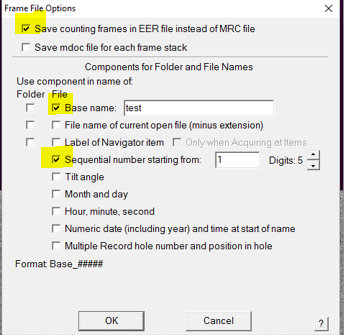 Frame File Options
Save counting frames in EER file instead of MRC file
Save mdoc file for each frame stack
Components for Folder and File Names
Use component in name of:
Folder File
Base name: test
File name of current open file (minus extension)
Label of Navigator item Only when Acquiring at Items
Sequential number starting from: 1 Digits: 5
Tilt angle
Month and day
Hour, minute, second
Numeric date (including year) and time at start of name
Multiple Record hole number and position in hole
Format: Base_#####
OK Cancel ?